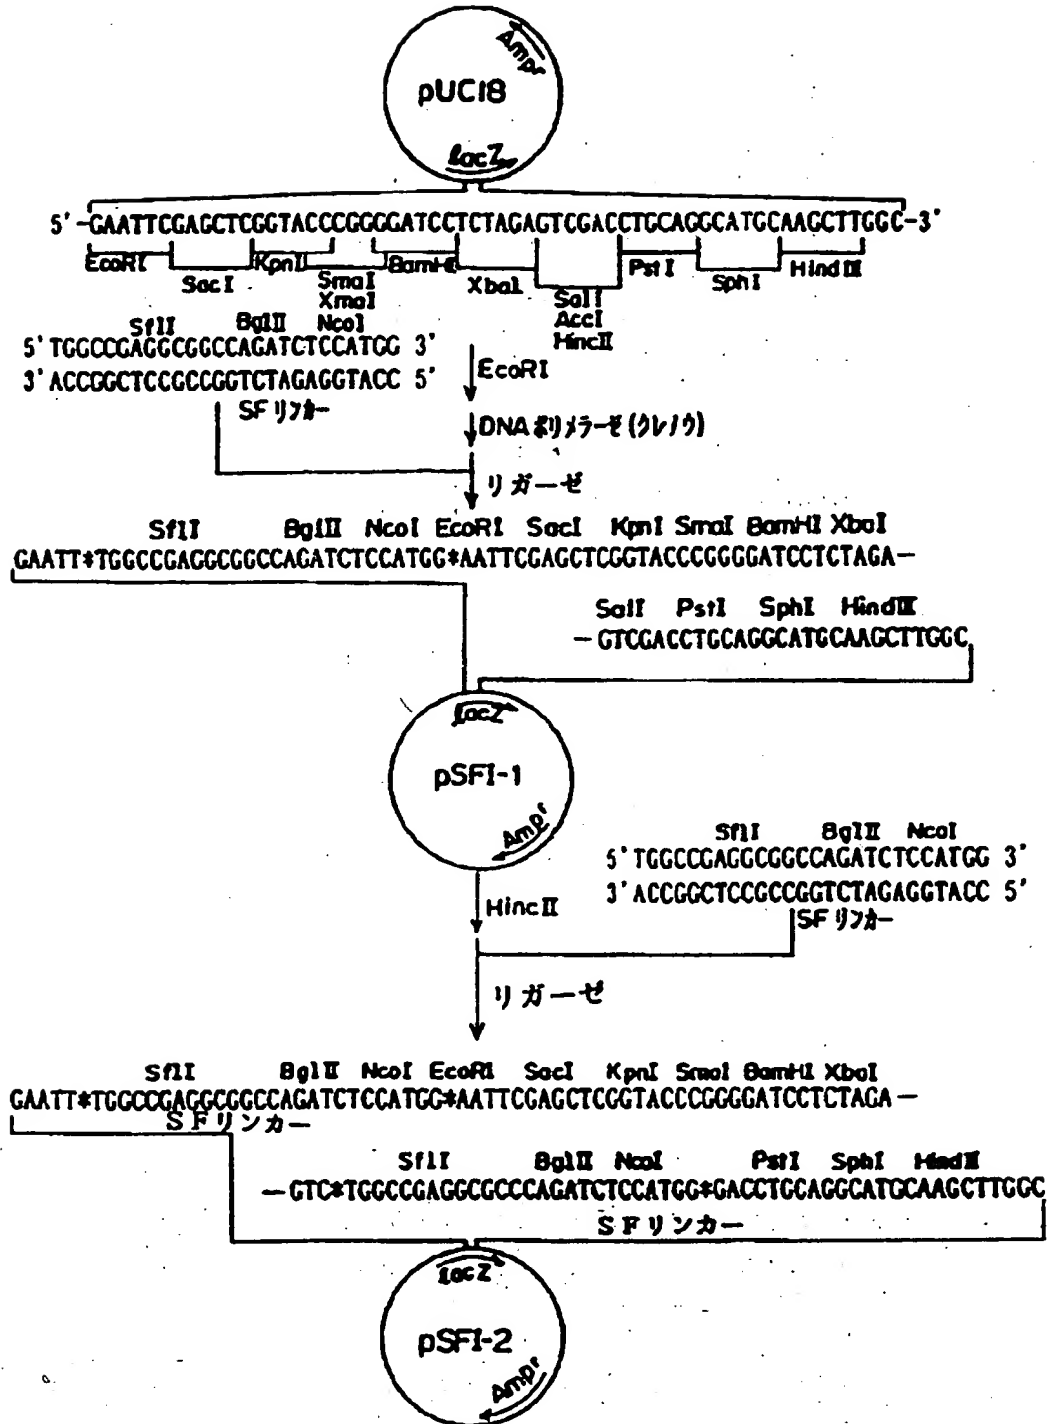 Ampr
pUC18
lacZ
5'-GAATTCGAGCTCGGTACCCGGGGATCCTCTAGAGTCGACCTGCAGGCATGCAAGCTTGGC-3'
EcoRI SacI KpnI SmaI XmaI BamHI XbaI SalI AccI HincII PstI SphI HindIII
SfII BglII NcoI
5'TGGCCGAGGCGGCCAGATCTCCATGG 3'
3'ACCGGCTCCGCCGGTCTAGAGGTACC 5'
SFリンカー
EcoRI
DNAポリメラーゼ(クレノウ)
リガーゼ
SfII BglII NcoI EcoRI SacI KpnI SmaI BamHI XbaI
GAATT*TGGCCGAGGCGGCCAGATCTCCATGG*AATTCGAGCTCGGTACCCGGGGATCCTCTAGA—
SalI PstI SphI HindIII
—GTCGACCTGCAGGCATGCAAGCTTGGC
lacZ
pSFI-1
Ampr
SfII BglII NcoI
5'TGGCCGAGGCGGCCAGATCTCCATGG 3'
3'ACCGGCTCCGCCGGTCTAGAGGTACC 5'
SFリンカー
HincII
リガーゼ
SfII BglII NcoI EcoRI SacI KpnI SmaI BamHI XbaI
GAATT*TGGCCGAGGCGGCCAGATCTCCATGG*AATTCGAGCTCGGTACCCGGGGATCCTCTAGA—
SFリンカー
SfII BglII NcoI PstI SphI HindIII
—GTC*TGGCCGAGGCGCCCAGATCTCCATGG*GACCTGCAGGCATGCAAGCTTGGC
SFリンカー
lacZ
pSFI-2
Ampr